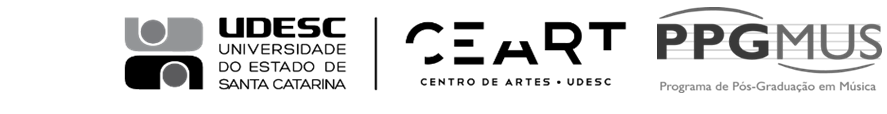 UDESC
UNIVERSIDADE
DO ESTADO DE
SANTA CATARINA
CEART
CENTRO DE ARTES • UDESC
PPGMUS
Programa de Pós-Graduação em Música